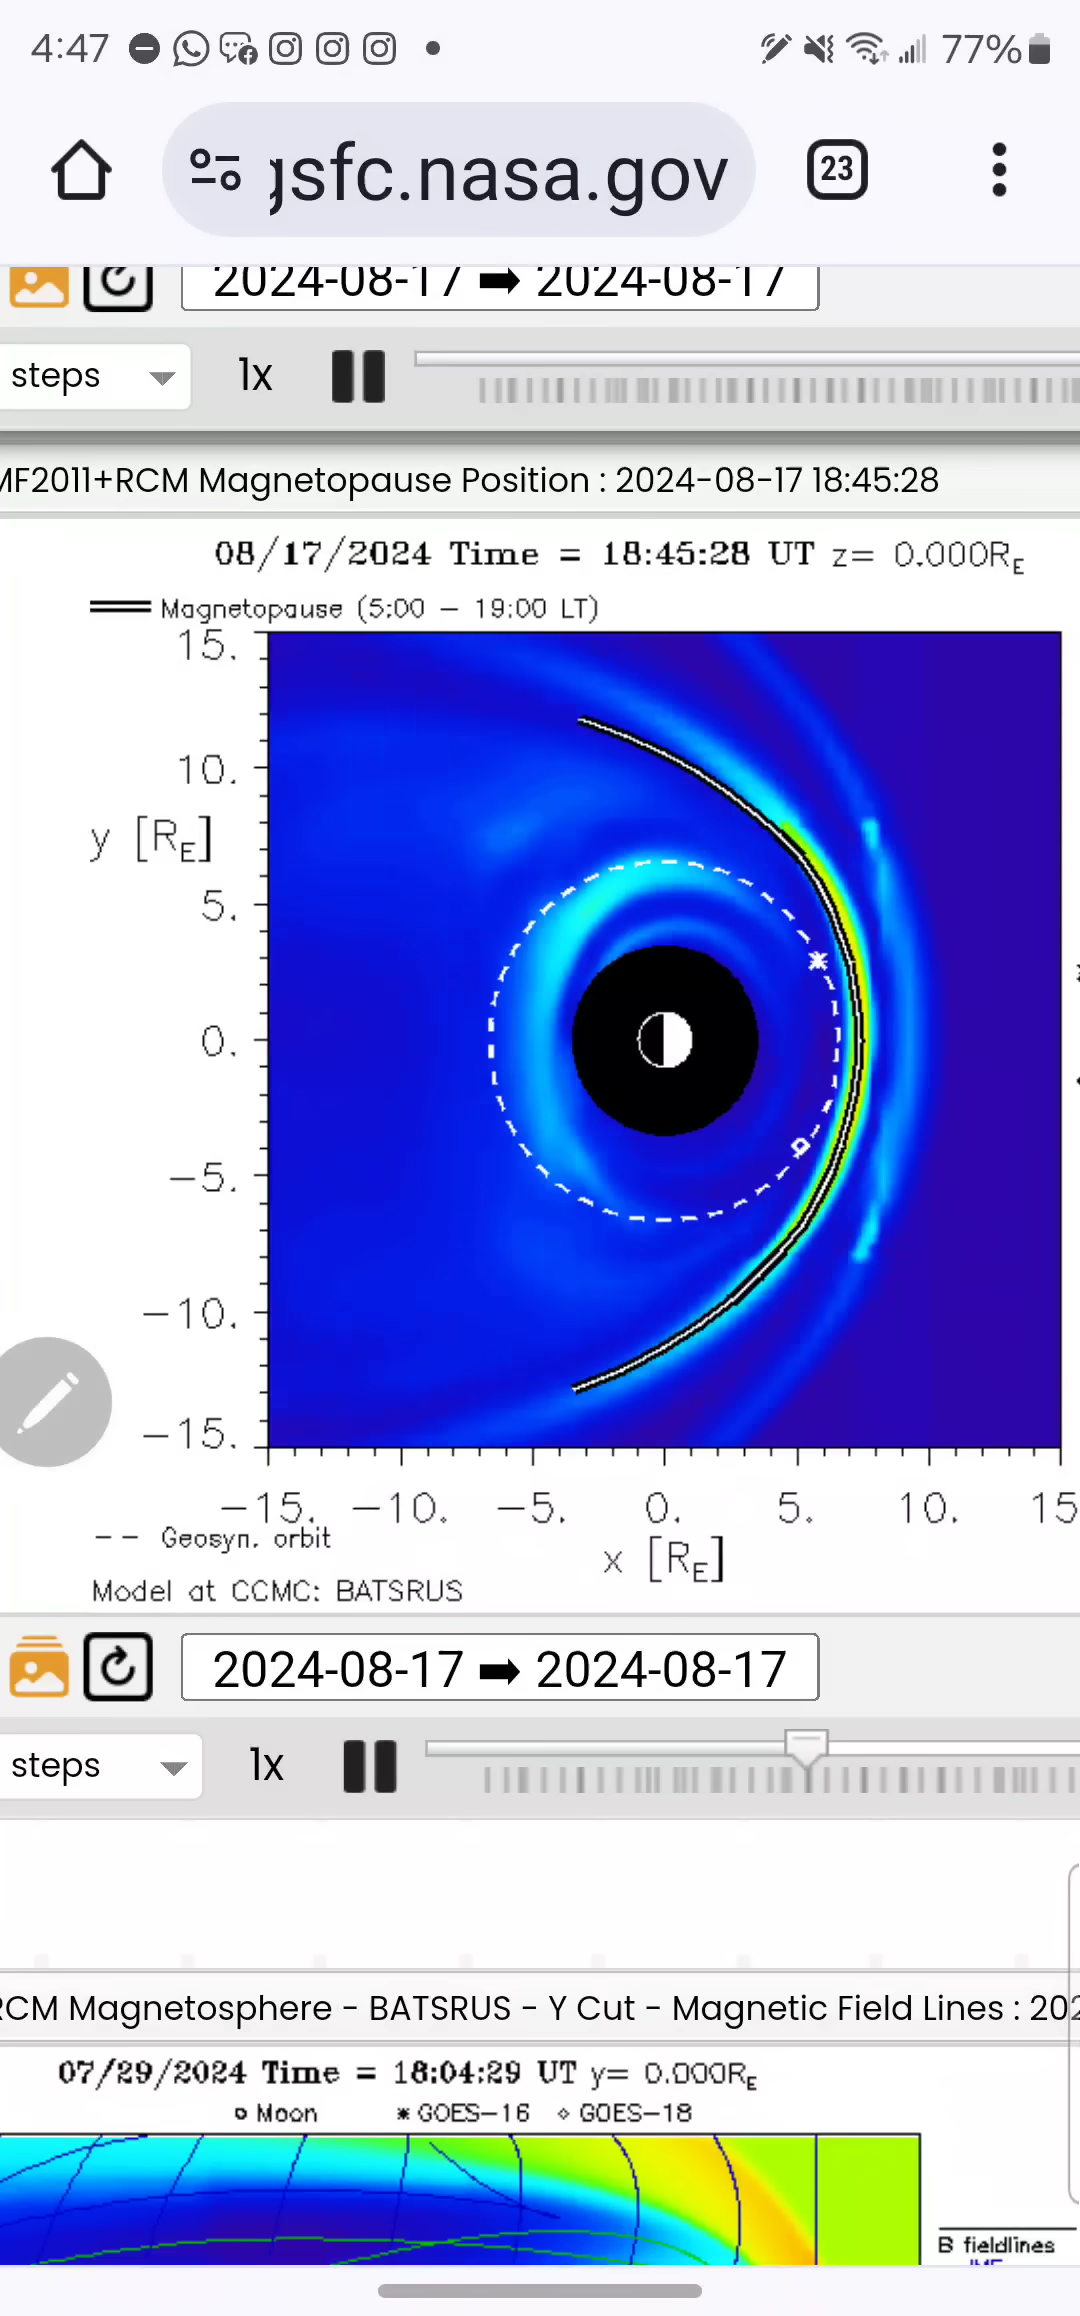 4:47
77%
gsfc.nasa.gov
23
2024-08-17 ➡ 2024-08-17
steps
1x
MF2011+RCM Magnetopause Position : 2024-08-17 18:45:28
08/17/2024 Time = 18:45:28 UT z= 0.000RE
Magnetopause (5:00 – 19:00 LT)
15.
10.
y [RE]
5.
0.
−5.
−10.
−15.
−15. −10. −5. 0. 5. 10. 15
-- Geosyn. orbit
x [RE]
Model at CCMC: BATSRUS
2024-08-17 ➡ 2024-08-17
steps
1x
RCM Magnetosphere - BATSRUS - Y Cut - Magnetic Field Lines : 202
07/29/2024 Time = 18:04:29 UT y= 0.000RE
Moon GOES-16 GOES-18
B fieldlines